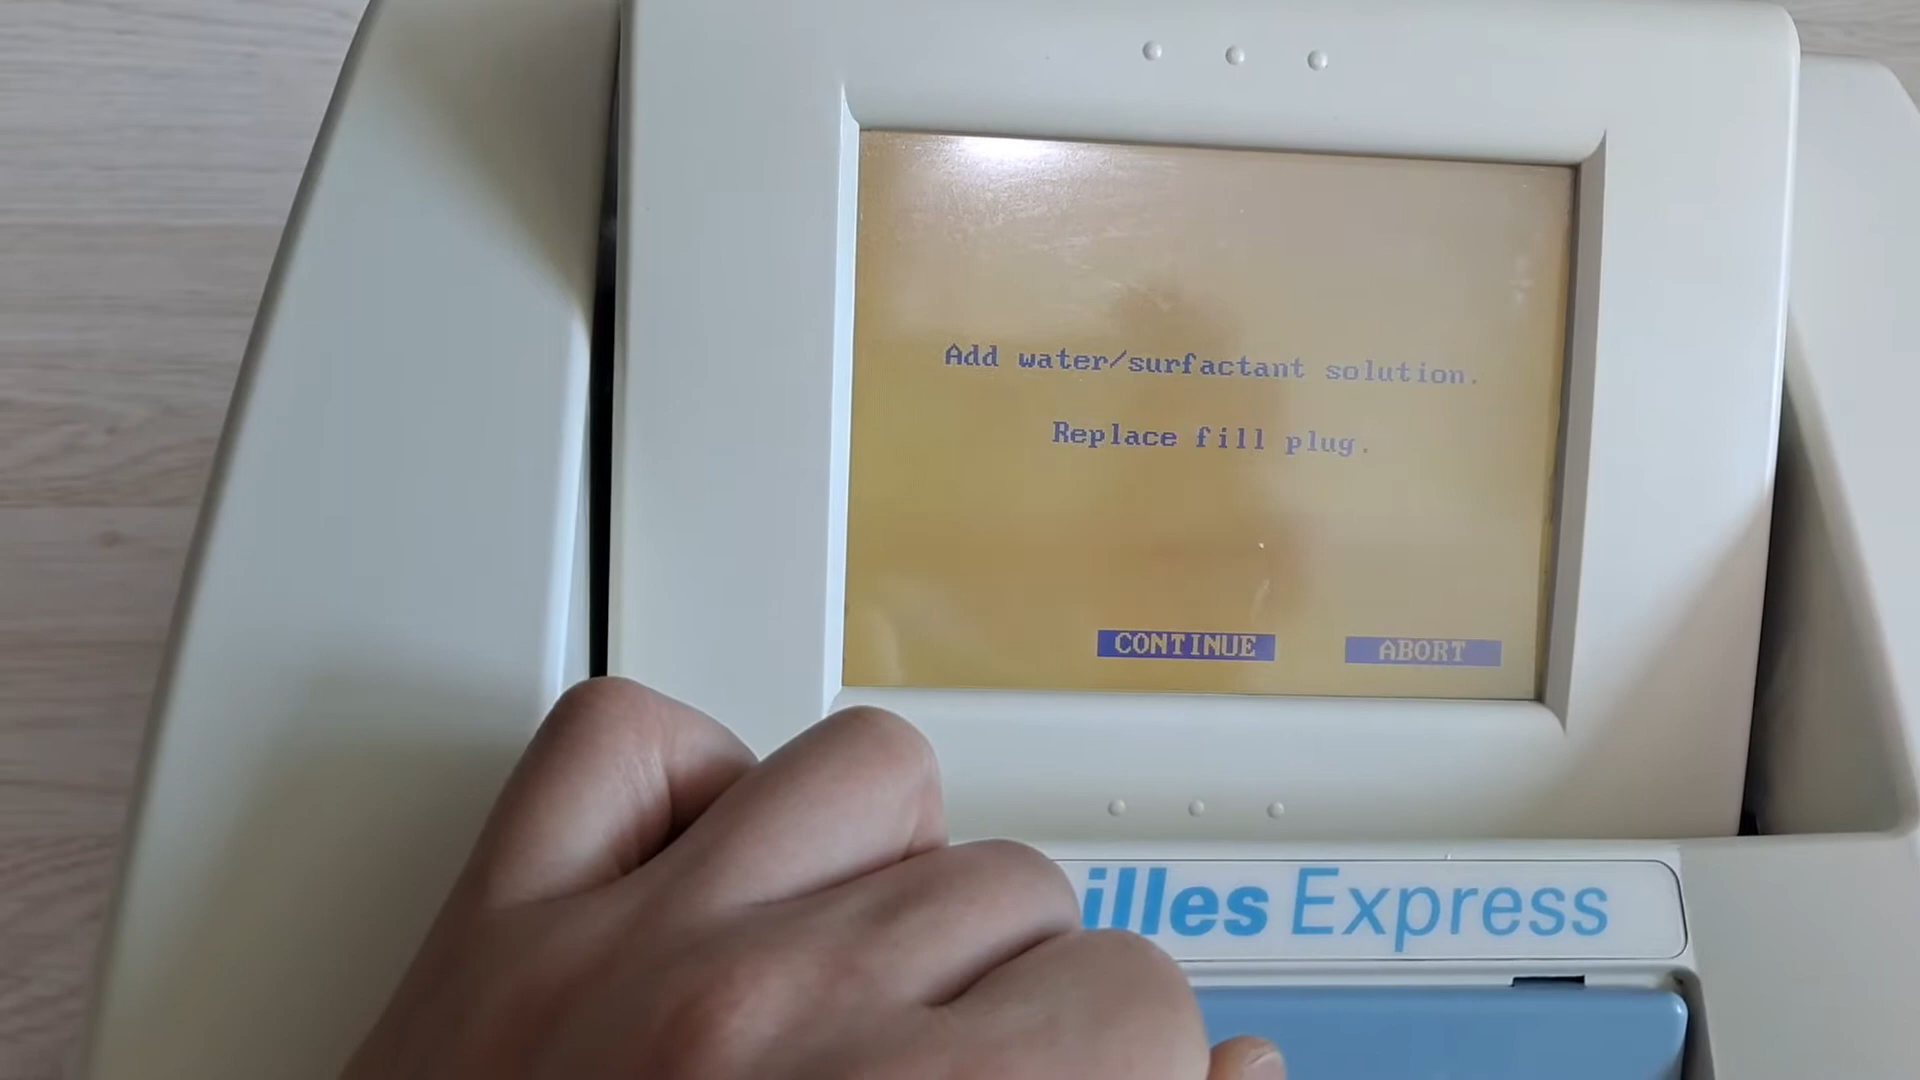 Add water/surfactant solution.
Replace fill plug.
CONTINUE ABORT
illes Express